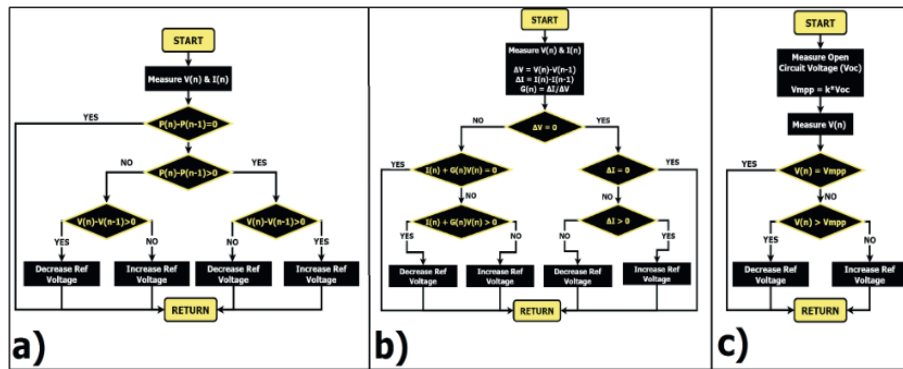 START
Measure V(n) & I(n)
YES
P(n)-P(n-1)=0
NO
YES
P(n)-P(n-1)>0
V(n)-V(n-1)>0
V(n)-V(n-1)>0
YES
NO
NO
YES
Decrease Ref
Voltage
Increase Ref
Voltage
Decrease Ref
Voltage
Increase Ref
Voltage
RETURN
a)
START
Measure V(n) & I(n)
ΔV = V(n)-V(n-1)
ΔI = I(n)-I(n-1)
G(n) = ΔI/ΔV
NO
YES
ΔV = 0
YES
I(n) + G(n)V(n) = 0
ΔI = 0
YES
NO
NO
I(n) + G(n)V(n) > 0
ΔI > 0
YES
NO
NO
YES
Decrease Ref
Voltage
Increase Ref
Voltage
Decrease Ref
Voltage
Increase Ref
Voltage
RETURN
b)
START
Measure Open
Circuit Voltage (Voc)
Vmpp = k*Voc
Measure V(n)
YES
V(n) = Vmpp
NO
V(n) > Vmpp
YES
NO
Decrease Ref
Voltage
Increase Ref
Voltage
RETURN
c)